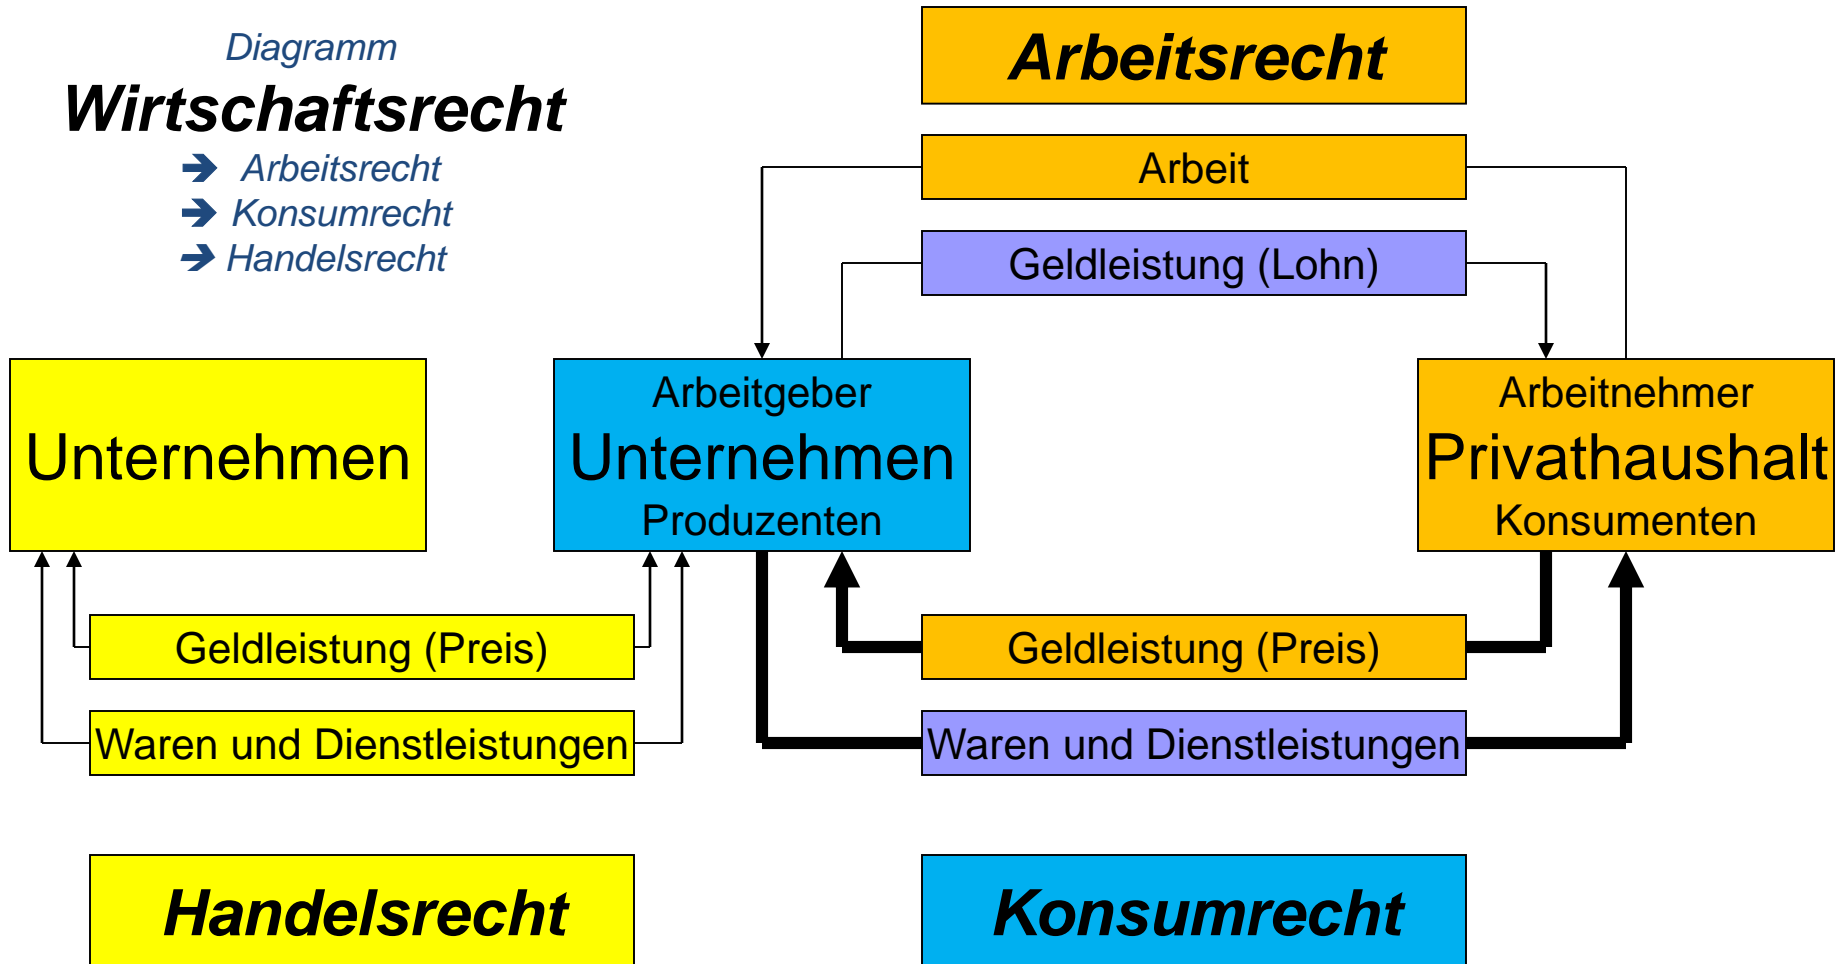 Diagramm
Wirtschaftsrecht
➔ Arbeitsrecht
➔ Konsumrecht
➔ Handelsrecht
Arbeitsrecht
Arbeit
Geldleistung (Lohn)
Unternehmen
Arbeitgeber
Unternehmen
Produzenten
Arbeitnehmer
Privathaushalt
Konsumenten
Geldleistung (Preis)
Waren und Dienstleistungen
Geldleistung (Preis)
Waren und Dienstleistungen
Handelsrecht
Konsumrecht